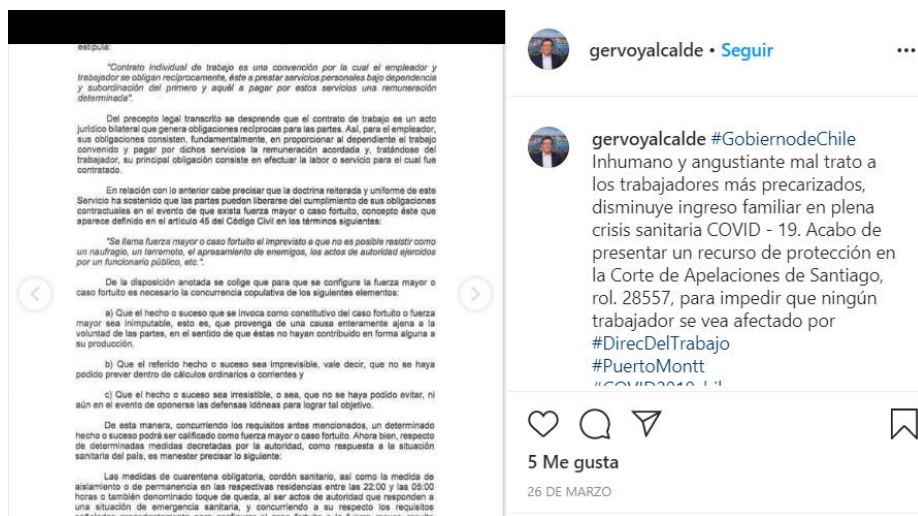 estipula:
"Contrato individual de trabajo es una convención por la cual el empleador y
trabajador se obligan recíprocamente, éste a prestar servicios personales bajo dependencia
y subordinación del primero y aquél a pagar por estos servicios una remuneración
determinada".
Del precepto legal transcrito se desprende que el contrato de trabajo es un acto
jurídico bilateral que genera obligaciones recíprocas para las partes. Así, para el empleador,
sus obligaciones consisten, fundamentalmente, en proporcionar al dependiente el trabajo
convenido y pagar por dichos servicios la remuneración acordada y, tratándose del
trabajador, su principal obligación consiste en efectuar la labor o servicio para el cual fue
contratado.
En relación con lo anterior cabe precisar que la doctrina reiterada y uniforme de este
Servicio ha sostenido que las partes pueden liberarse del cumplimiento de sus obligaciones
contractuales en el evento de que exista fuerza mayor o caso fortuito, concepto éste que
aparece definido en el artículo 45 del Código Civil en los términos siguientes:
"Se llama fuerza mayor o caso fortuito el imprevisto a que no es posible resistir como
un naufragio, un terremoto, el apresamiento de enemigos, los actos de autoridad ejercidos
por un funcionario público, etc.".
De la disposición anotada se colige que para que se configure la fuerza mayor o
caso fortuito es necesario la concurrencia copulativa de los siguientes elementos:
a) Que el hecho o suceso que se invoca como constitutivo del caso fortuito o fuerza
mayor sea inimputable, esto es, que provenga de una causa enteramente ajena a la
voluntad de las partes, en el sentido de que éstas no hayan contribuido en forma alguna a
su producción.
b) Que el referido hecho o suceso sea imprevisible, vale decir, que no se haya
podido prever dentro de cálculos ordinarios o corrientes y
c) Que el hecho o suceso sea irresistible, o sea, que no se haya podido evitar, ni
aún en el evento de oponerse las defensas idóneas para lograr tal objetivo.
De esta manera, concurriendo los requisitos antes mencionados, un determinado
hecho o suceso podrá ser calificado como fuerza mayor o caso fortuito. Ahora bien, respecto
de determinadas medidas decretadas por la autoridad, como respuesta a la situación
sanitaria del país, es menester precisar lo siguiente:
Las medidas de cuarentena obligatoria, cordón sanitario, así como la medida de
aislamiento o de permanencia en las respectivas residencias entre las 22:00 y las 05:00
horas o también denominado toque de queda, al ser actos de autoridad que responden a
una situación de emergencia sanitaria, y concurriendo a su respecto los requisitos
gervoyalcalde • Seguir
gervoyalcalde #GobiernodeChile
Inhumano y angustiante mal trato a
los trabajadores más precarizados,
disminuye ingreso familiar en plena
crisis sanitaria COVID - 19. Acabo de
presentar un recurso de protección en
la Corte de Apelaciones de Santiago,
rol. 28557, para impedir que ningún
trabajador se vea afectado por
#DirecDelTrabajo
#PuertoMontt
5 Me gusta
26 DE MARZO